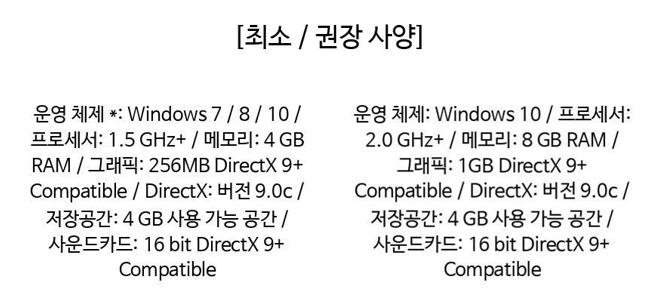 [최소 / 권장 사양]
운영 체제 *: Windows 7 / 8 / 10 /
프로세서: 1.5 GHz+ / 메모리: 4 GB
RAM / 그래픽: 256MB DirectX 9+
Compatible / DirectX: 버전 9.0c /
저장공간: 4 GB 사용 가능 공간 /
사운드카드: 16 bit DirectX 9+
Compatible
운영 체제: Windows 10 / 프로세서:
2.0 GHz+ / 메모리: 8 GB RAM /
그래픽: 1GB DirectX 9+
Compatible / DirectX: 버전 9.0c /
저장공간: 4 GB 사용 가능 공간 /
사운드카드: 16 bit DirectX 9+
Compatible